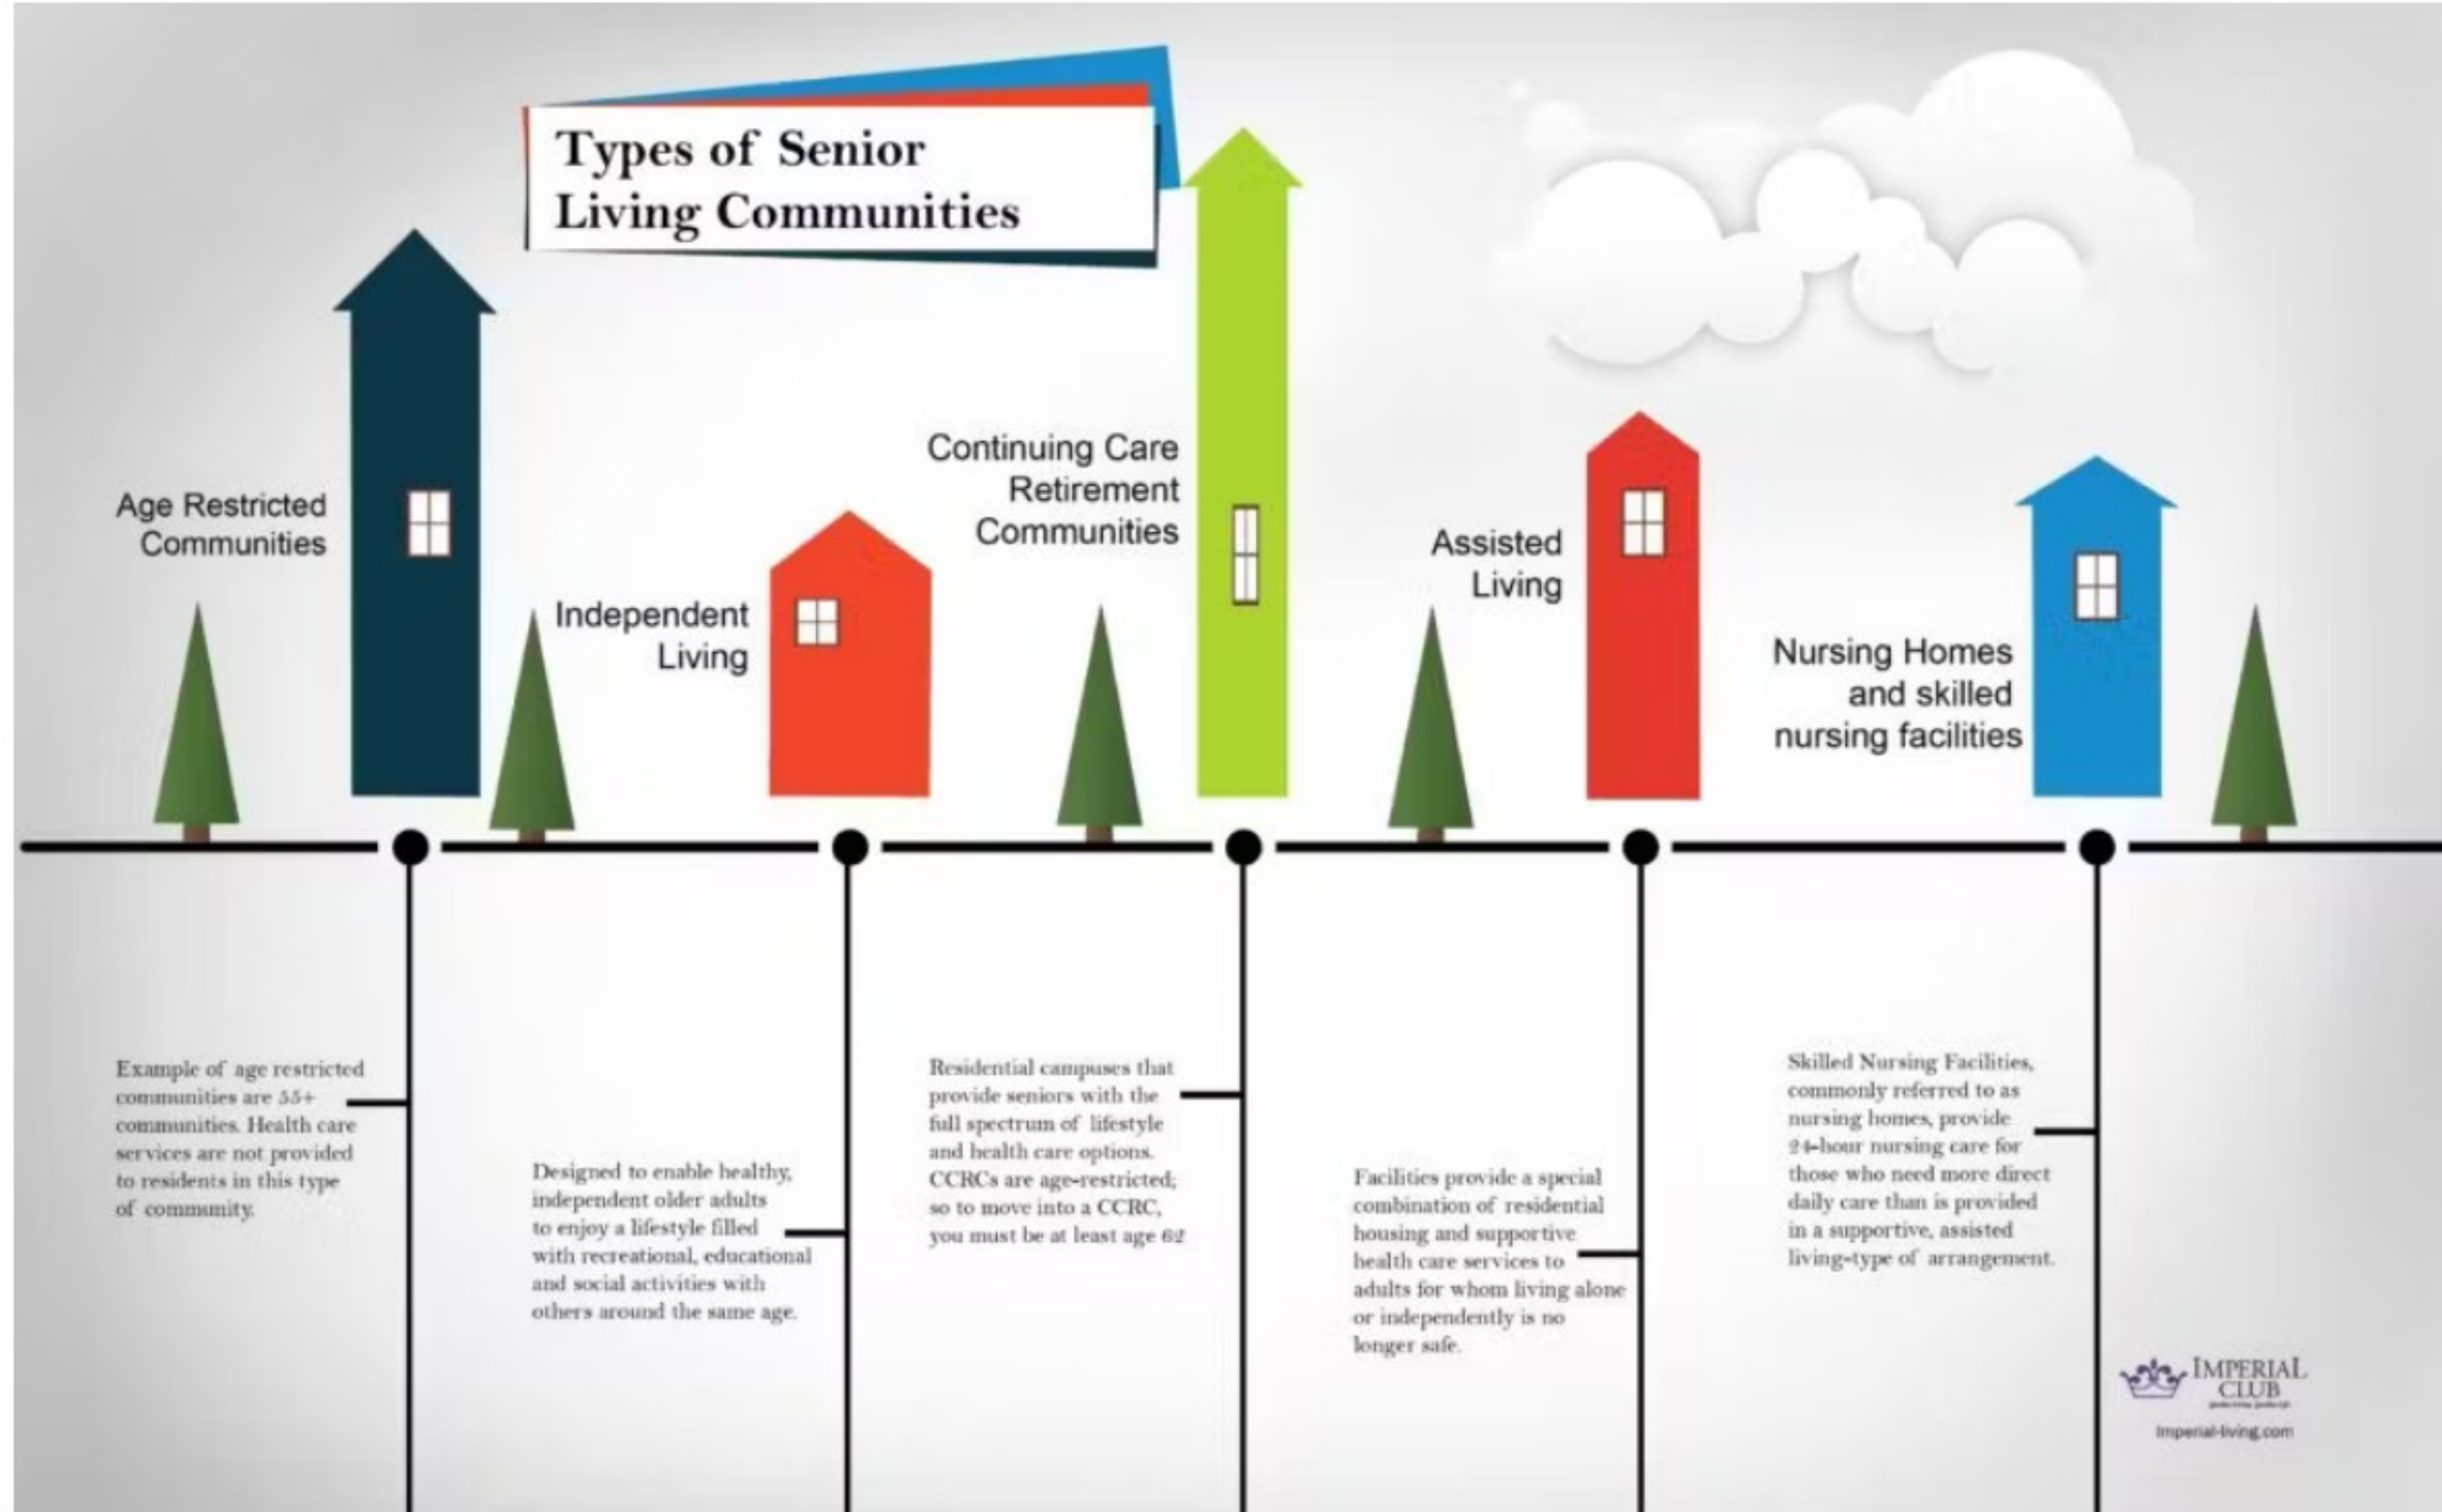 Types of Senior
Living Communities
Age Restricted
Communities
Independent
Living
Continuing Care
Retirement
Communities
Assisted
Living
Nursing Homes
and skilled
nursing facilities
Example of age restricted
communities are 55+
communities. Health care
services are not provided
to residents in this type
of community.
Designed to enable healthy,
independent older adults
to enjoy a lifestyle filled
with recreational, educational
and social activities with
others around the same age.
Residential campuses that
provide seniors with the
full spectrum of lifestyle
and health care options.
CCRCs are age-restricted;
so to move into a CCRC,
you must be at least age 62
Facilities provide a special
combination of residential
housing and supportive
health care services to
adults for whom living alone
or independently is no
longer safe.
Skilled Nursing Facilities,
commonly referred to as
nursing homes, provide
24-hour nursing care for
those who need more direct
daily care than is provided
in a supportive, assisted
living-type of arrangement.
IMPERIAL
CLUB
Imperial-living.com